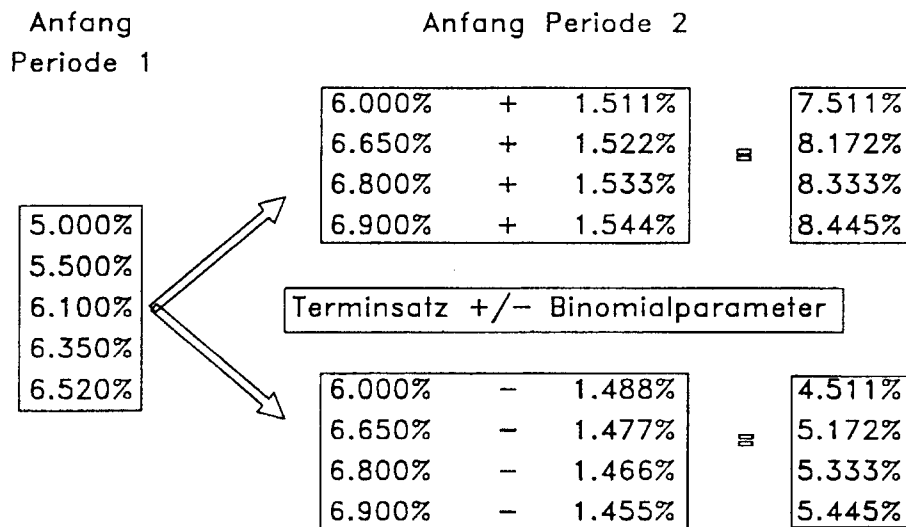 Anfang
Periode 1
Anfang Periode 2
6.000% + 1.511% = 7.511%
6.650% + 1.522% 8.172%
6.800% + 1.533% 8.333%
6.900% + 1.544% 8.445%
5.000%
5.500%
6.100%
6.350%
6.520%
Terminsatz +/- Binomialparameter
6.000% - 1.488% = 4.511%
6.650% - 1.477% 5.172%
6.800% - 1.466% 5.333%
6.900% - 1.455% 5.445%